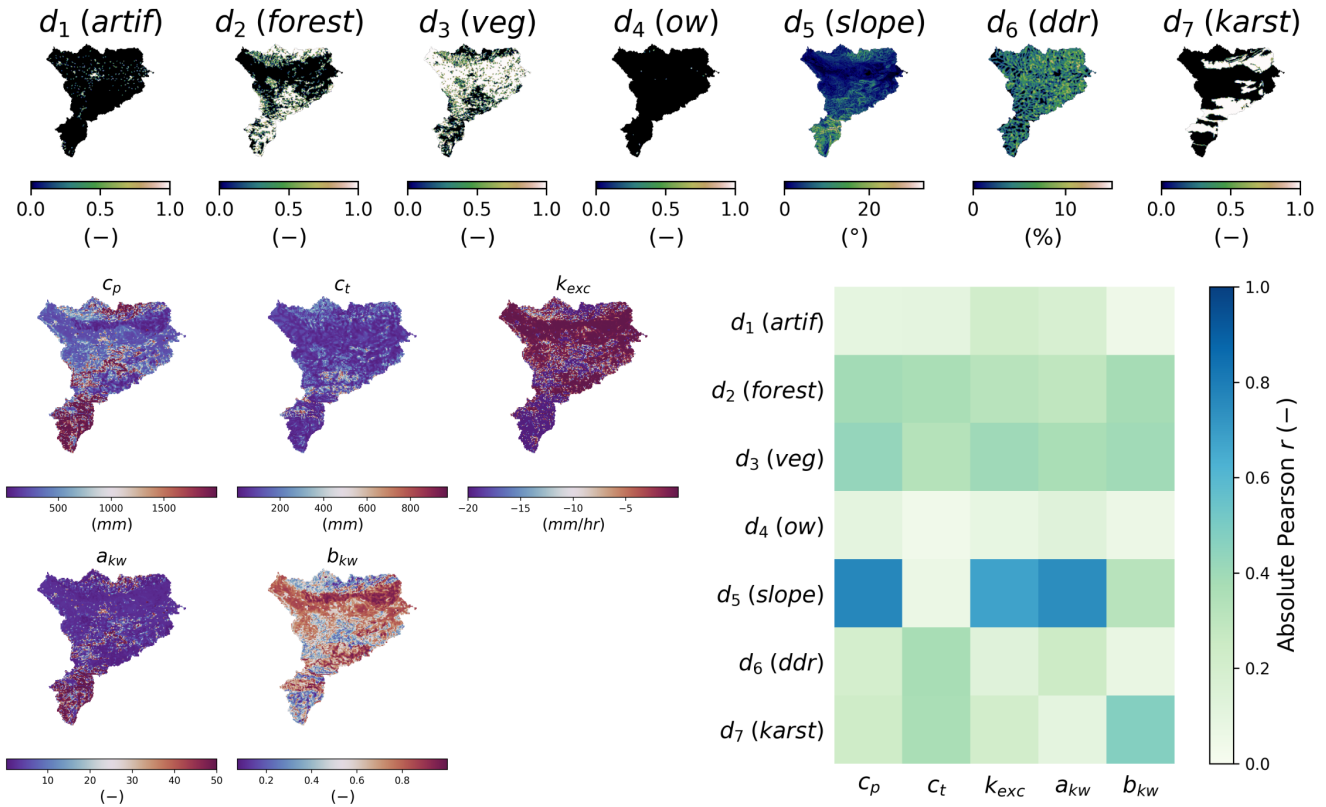 d1 (artif) d2 (forest) d3 (veg) d4 (ow) d5 (slope) d6 (ddr) d7 (karst)
0.0 0.5 1.0 0.0 0.5 1.0 0.0 0.5 1.0 0.0 0.5 1.0 0 20 0 10 0.0 0.5 1.0
(−) (−) (−) (−) (°) (%) (−)
cp ct kexc
500 1000 1500 200 400 600 800 −20 −15 −10 −5
(mm) (mm) (mm/hr)
akw bkw
10 20 30 40 50 0.2 0.4 0.6 0.8
(−) (−)
d1 (artif)
d2 (forest)
d3 (veg)
d4 (ow)
d5 (slope)
d6 (ddr)
d7 (karst)
cp ct kexc akw bkw
1.0
0.8
0.6
0.4
0.2
0.0
Absolute Pearson r (−)